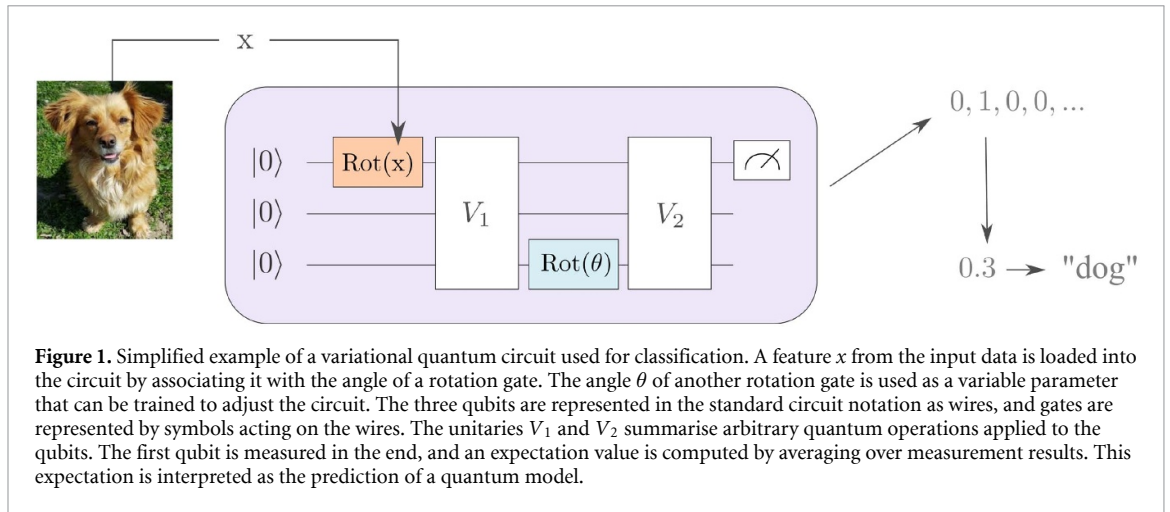 x
0, 1, 0, 0, ...
|0⟩ Rot(x)
|0⟩ V₁ V₂
|0⟩ Rot(θ)
0.3 "dog"
Figure 1. Simplified example of a variational quantum circuit used for classification. A feature x from the input data is loaded into
the circuit by associating it with the angle of a rotation gate. The angle θ of another rotation gate is used as a variable parameter
that can be trained to adjust the circuit. The three qubits are represented in the standard circuit notation as wires, and gates are
represented by symbols acting on the wires. The unitaries V₁ and V₂ summarise arbitrary quantum operations applied to the
qubits. The first qubit is measured in the end, and an expectation value is computed by averaging over measurement results. This
expectation is interpreted as the prediction of a quantum model.